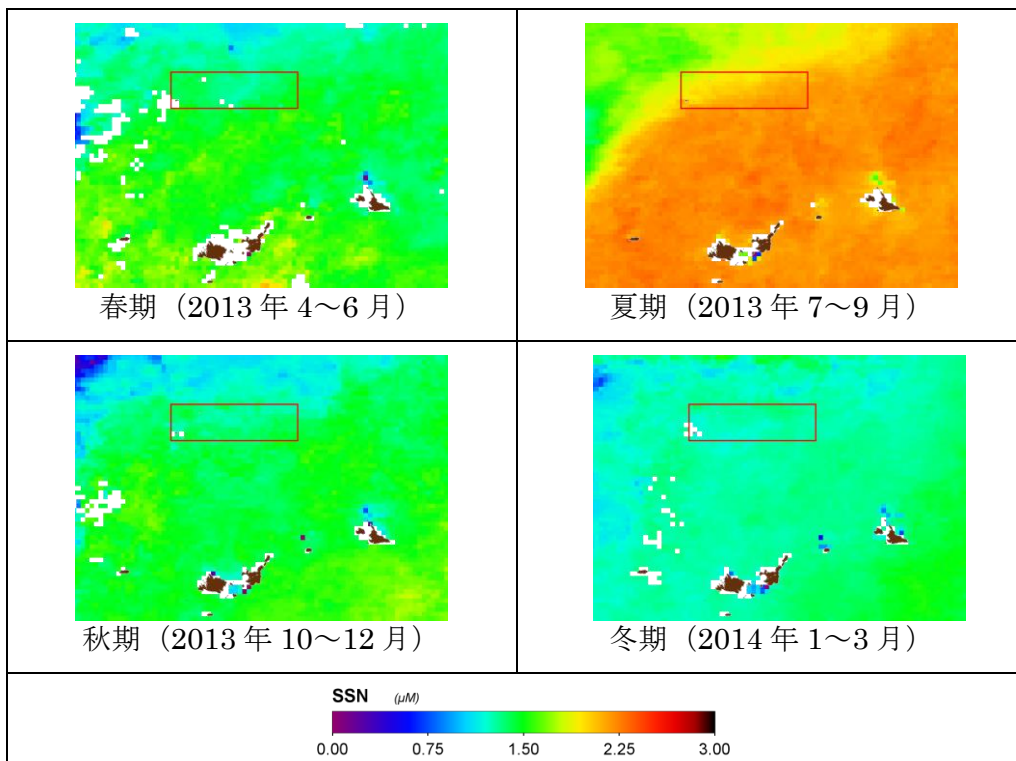 春期（2013 年 4～6 月）
夏期（2013 年 7～9 月）
秋期（2013 年 10～12 月）
冬期（2014 年 1～3 月）
SSN (μM)
0.00 0.75 1.50 2.25 3.00